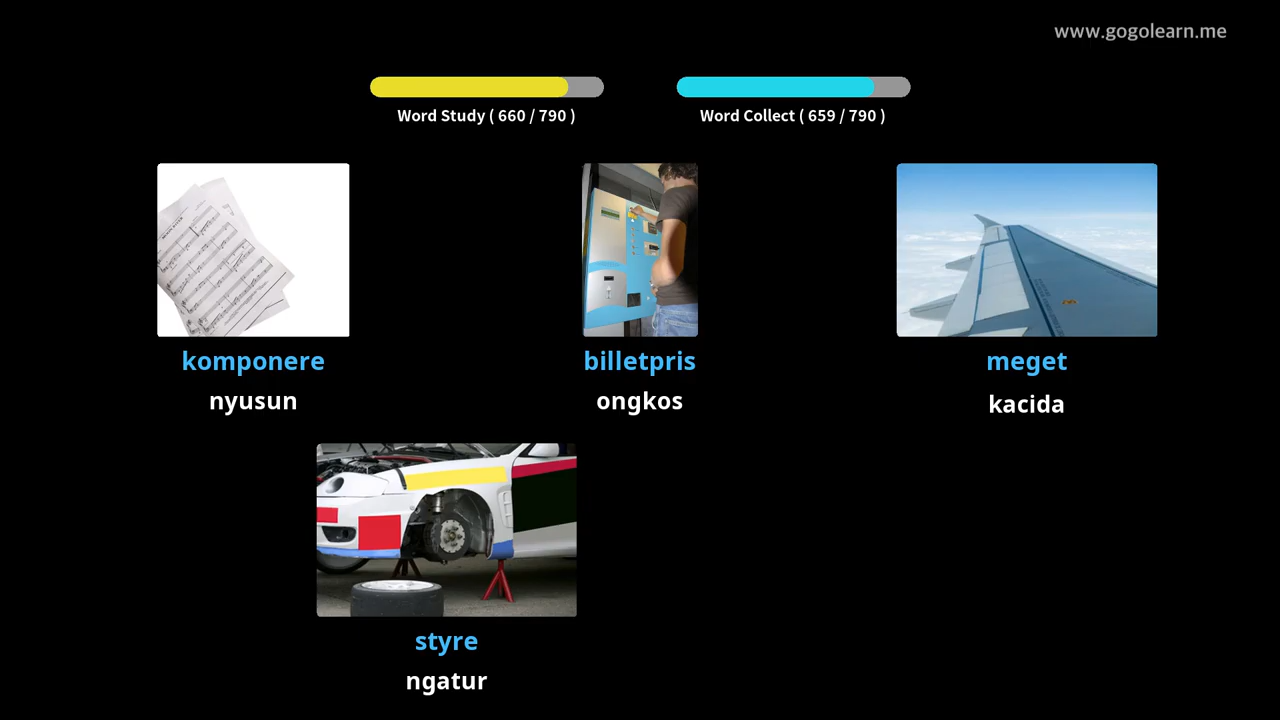 www.gogolearn.me
Word Study ( 660 / 790 )
Word Collect ( 659 / 790 )
komponere
nyusun
billetpris
ongkos
meget
kacida
styre
ngatur